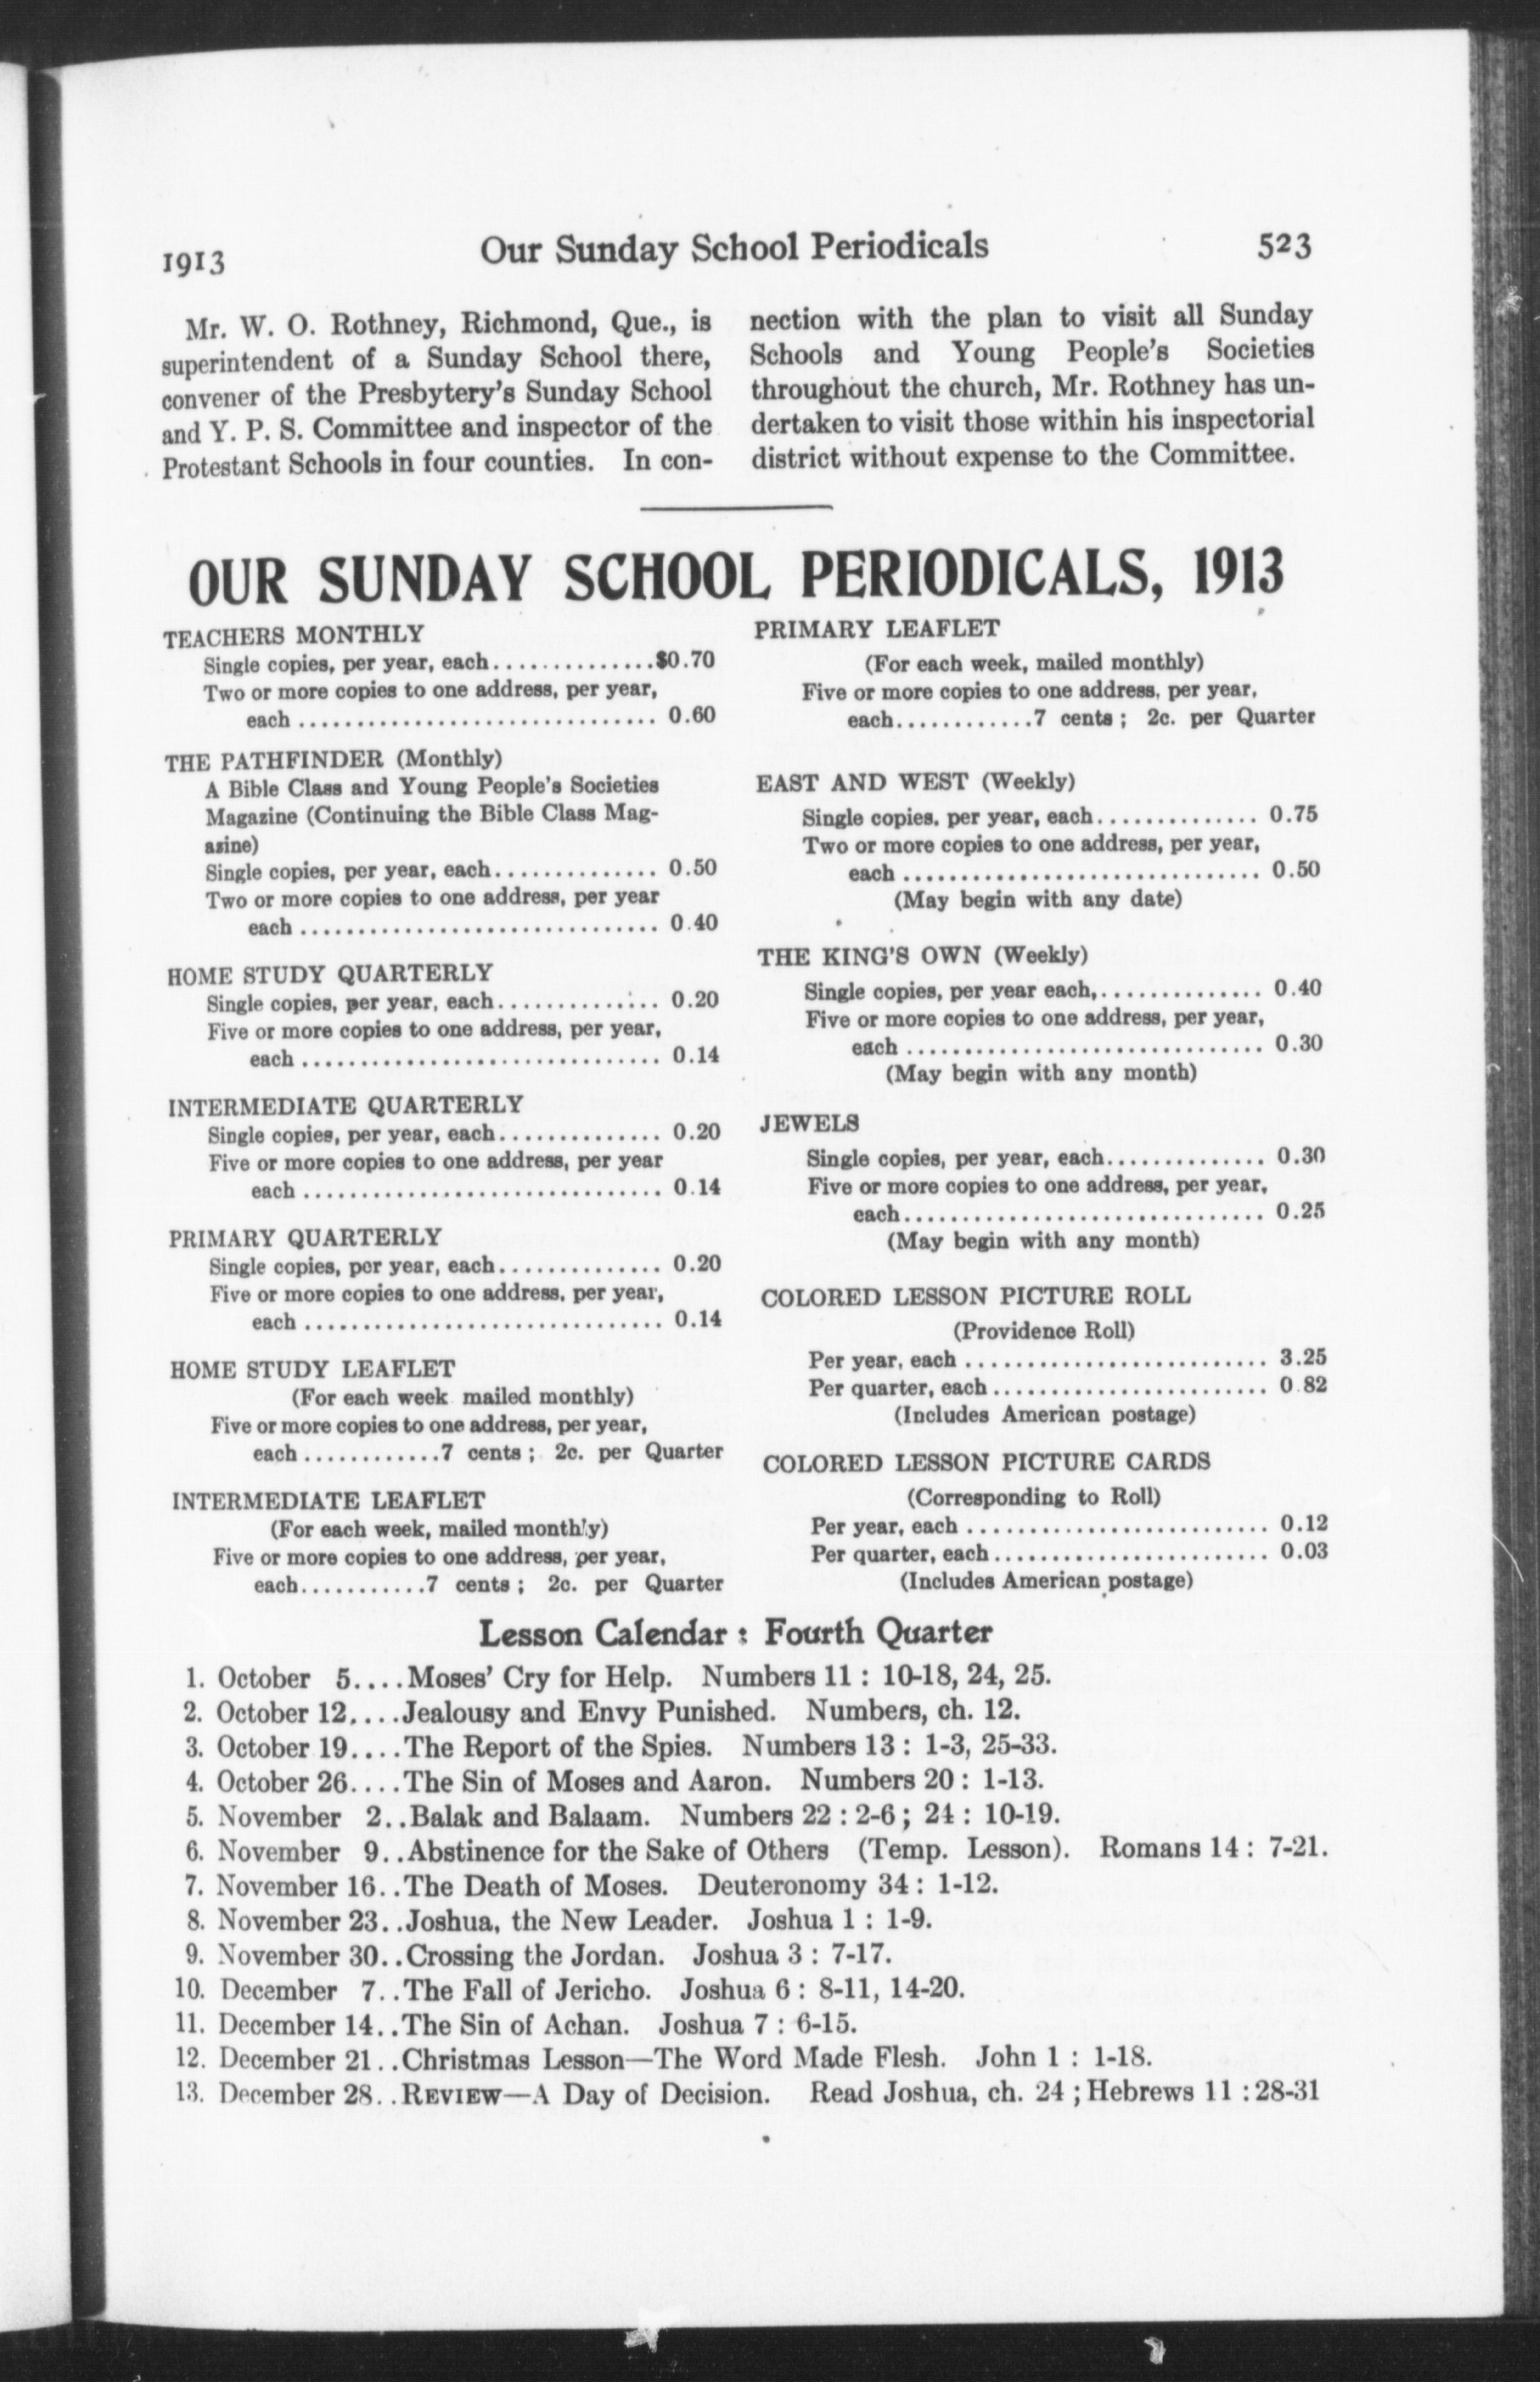 1913
Our Sunday School Periodicals
523
Mr. W. O. Rothney, Richmond, Que., is
superintendent of a Sunday School there,
convener of the Presbytery's Sunday School
and Y. P. S. Committee and inspector of the
Protestant Schools in four counties. In con-
nection with the plan to visit all Sunday
Schools and Young People's Societies
throughout the church, Mr. Rothney has un-
dertaken to visit those within his inspectorial
district without expense to the Committee.
OUR SUNDAY SCHOOL PERIODICALS, 1913
TEACHERS MONTHLY
Single copies, per year, each..............$0.70
Two or more copies to one address, per year,
each ............................... 0.60
THE PATHFINDER (Monthly)
A Bible Class and Young People's Societies
Magazine (Continuing the Bible Class Mag-
azine)
Single copies, per year, each.............. 0.50
Two or more copies to one address, per year
each ............................... 0.40
HOME STUDY QUARTERLY
Single copies, per year, each.............. 0.20
Five or more copies to one address, per year,
each ............................... 0.14
INTERMEDIATE QUARTERLY
Single copies, per year, each.............. 0.20
Five or more copies to one address, per year
each ............................... 0.14
PRIMARY QUARTERLY
Single copies, per year, each.............. 0.20
Five or more copies to one address, per year,
each ............................... 0.14
HOME STUDY LEAFLET
(For each week mailed monthly)
Five or more copies to one address, per year,
each ............7 cents ; 2c. per Quarter
INTERMEDIATE LEAFLET
(For each week, mailed monthly)
Five or more copies to one address, per year,
each...........7 cents ; 2c. per Quarter
PRIMARY LEAFLET
(For each week, mailed monthly)
Five or more copies to one address, per year,
each............7 cents ; 2c. per Quarter
EAST AND WEST (Weekly)
Single copies, per year, each.............. 0.75
Two or more copies to one address, per year,
each ............................... 0.50
(May begin with any date)
THE KING'S OWN (Weekly)
Single copies, per year each,.............. 0.40
Five or more copies to one address, per year,
each ............................... 0.30
(May begin with any month)
JEWELS
Single copies, per year, each.............. 0.30
Five or more copies to one address, per year,
each............................... 0.25
(May begin with any month)
COLORED LESSON PICTURE ROLL
(Providence Roll)
Per year, each .......................... 3.25
Per quarter, each........................ 0.82
(Includes American postage)
COLORED LESSON PICTURE CARDS
(Corresponding to Roll)
Per year, each .......................... 0.12
Per quarter, each........................ 0.03
(Includes American postage)
Lesson Calendar : Fourth Quarter
1. October 5....Moses' Cry for Help. Numbers 11 : 10-18, 24, 25.
2. October 12....Jealousy and Envy Punished. Numbers, ch. 12.
3. October 19....The Report of the Spies. Numbers 13 : 1-3, 25-33.
4. October 26....The Sin of Moses and Aaron. Numbers 20 : 1-13.
5. November 2..Balak and Balaam. Numbers 22 : 2-6 ; 24 : 10-19.
6. November 9..Abstinence for the Sake of Others (Temp. Lesson). Romans 14 : 7-21.
7. November 16..The Death of Moses. Deuteronomy 34 : 1-12.
8. November 23..Joshua, the New Leader. Joshua 1 : 1-9.
9. November 30..Crossing the Jordan. Joshua 3 : 7-17.
10. December 7..The Fall of Jericho. Joshua 6 : 8-11, 14-20.
11. December 14..The Sin of Achan. Joshua 7 : 6-15.
12. December 21..Christmas Lesson—The Word Made Flesh. John 1 : 1-18.
13. December 28..REVIEW—A Day of Decision. Read Joshua, ch. 24 ; Hebrews 11 : 28-31